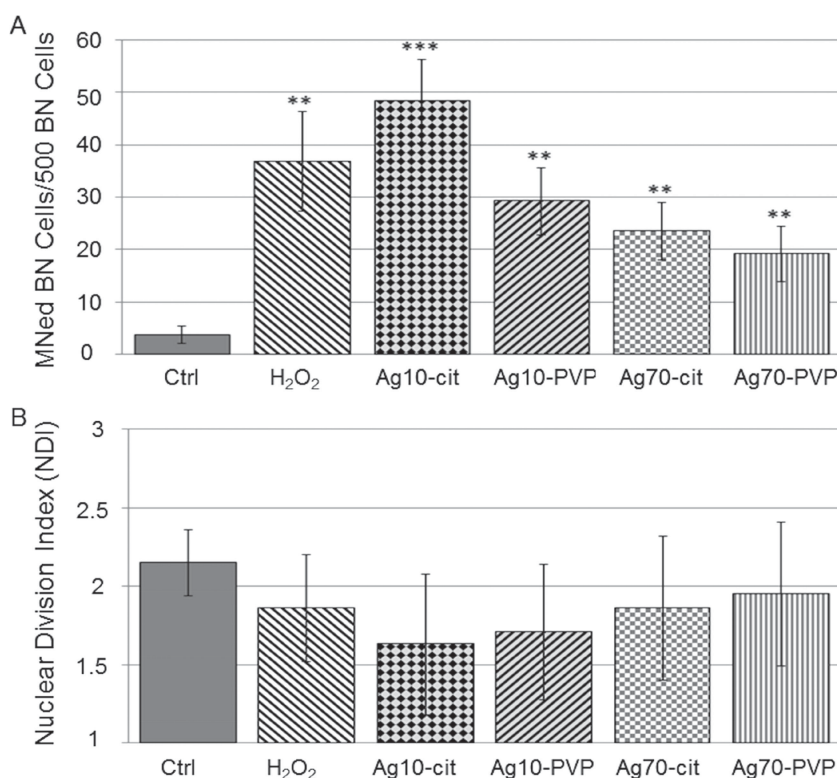 A
MNed BN Cells/500 BN Cells
60
50
40
30
20
10
0
**
***
**
**
**
Ctrl H₂O₂ Ag10-cit Ag10-PVP Ag70-cit Ag70-PVP
B
Nuclear Division Index (NDI)
3
2.5
2
1.5
1
Ctrl H₂O₂ Ag10-cit Ag10-PVP Ag70-cit Ag70-PVP